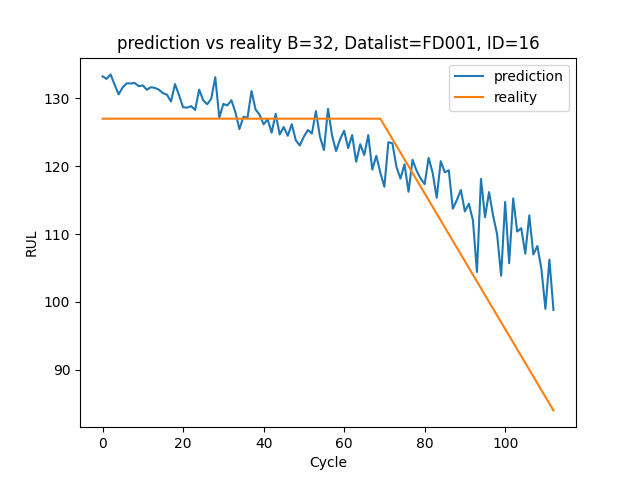 prediction vs reality B=32, Datalist=FD001, ID=16
prediction
reality
130
120
110
100
90
RUL
0 20 40 60 80 100
Cycle